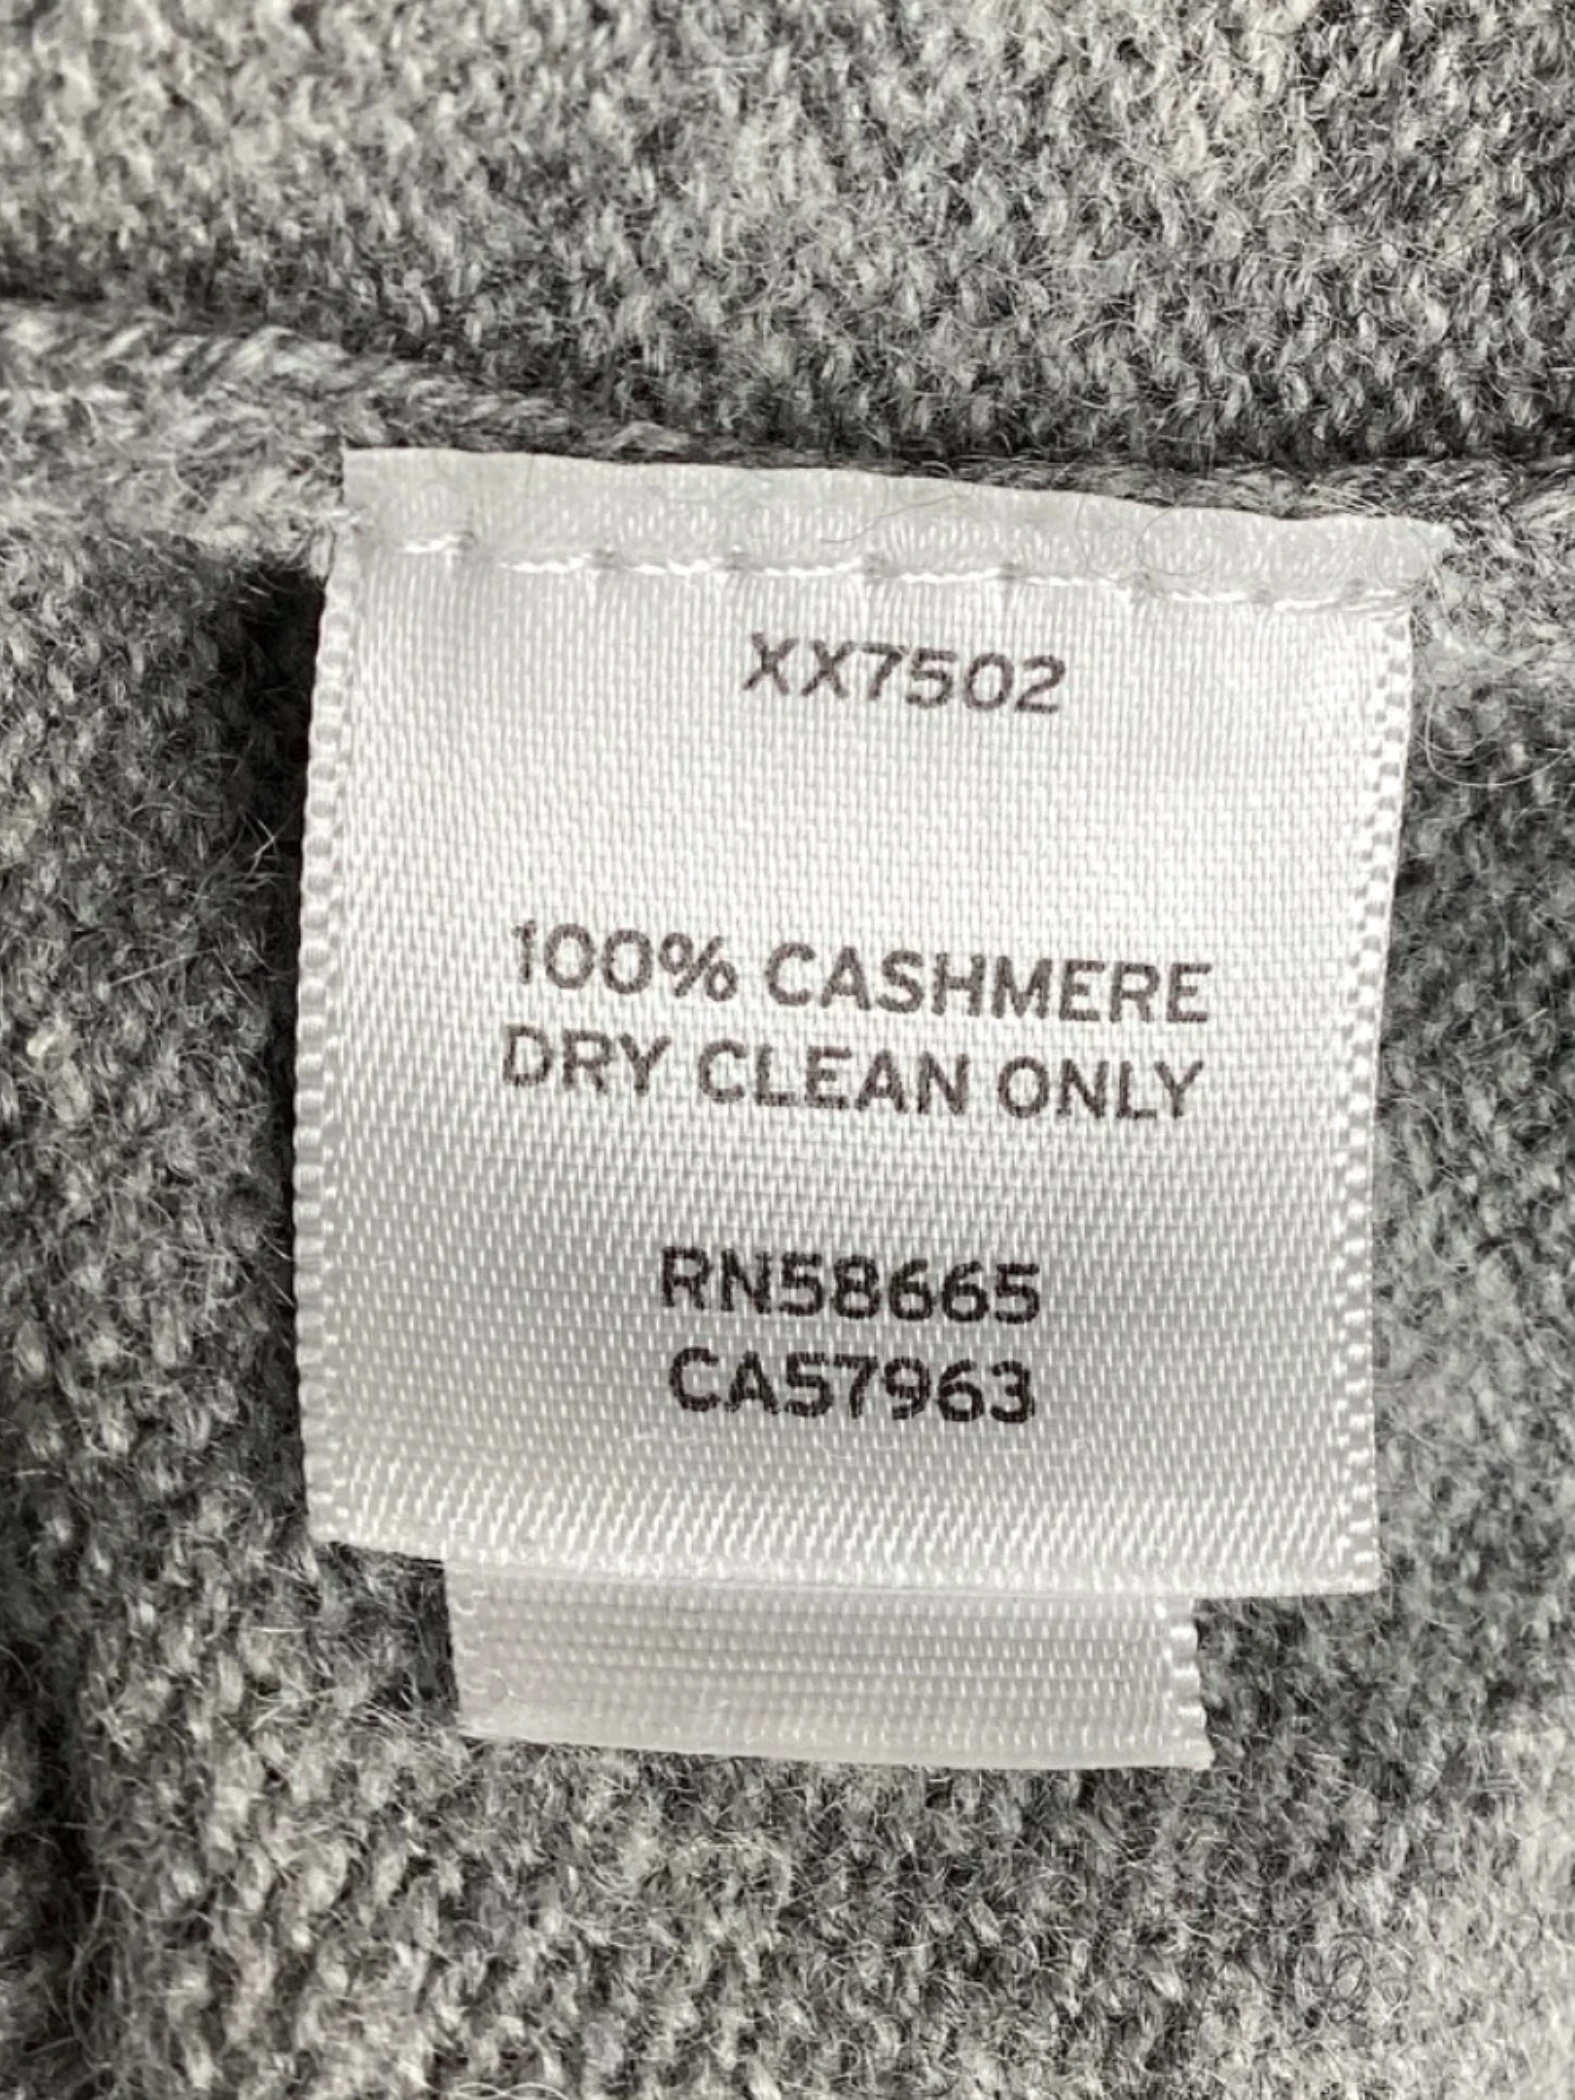 XX7502
100% CASHMERE
DRY CLEAN ONLY
RN58665
CA57963